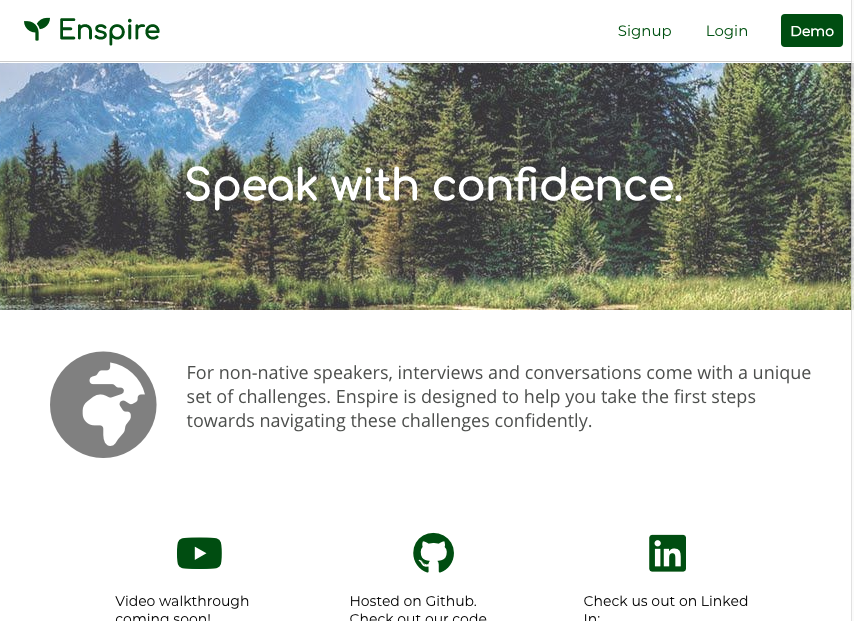 Enspire
Signup
Login
Demo
Speak with confidence.
For non-native speakers, interviews and conversations come with a unique
set of challenges. Enspire is designed to help you take the first steps
towards navigating these challenges confidently.
Video walkthrough
coming soon!
Hosted on Github.
Check out our code
Check us out on Linked
In: